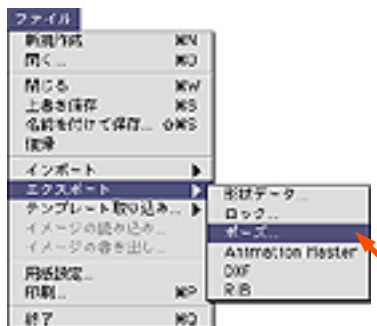 ファイル
新規作成 ⌘N
開く... ⌘O
閉じる ⌘W
上書き保存 ⌘S
名前を付けて保存... ⇧⌘S
復帰
インポート
エクスポート
テンプレート取り込み...
イメージの読み込み...
イメージの書き出し...
用紙設定...
印刷... ⌘P
終了 ⌘Q
形状データ...
ロック...
ポーズ...
Animation Master
DXF
RIB